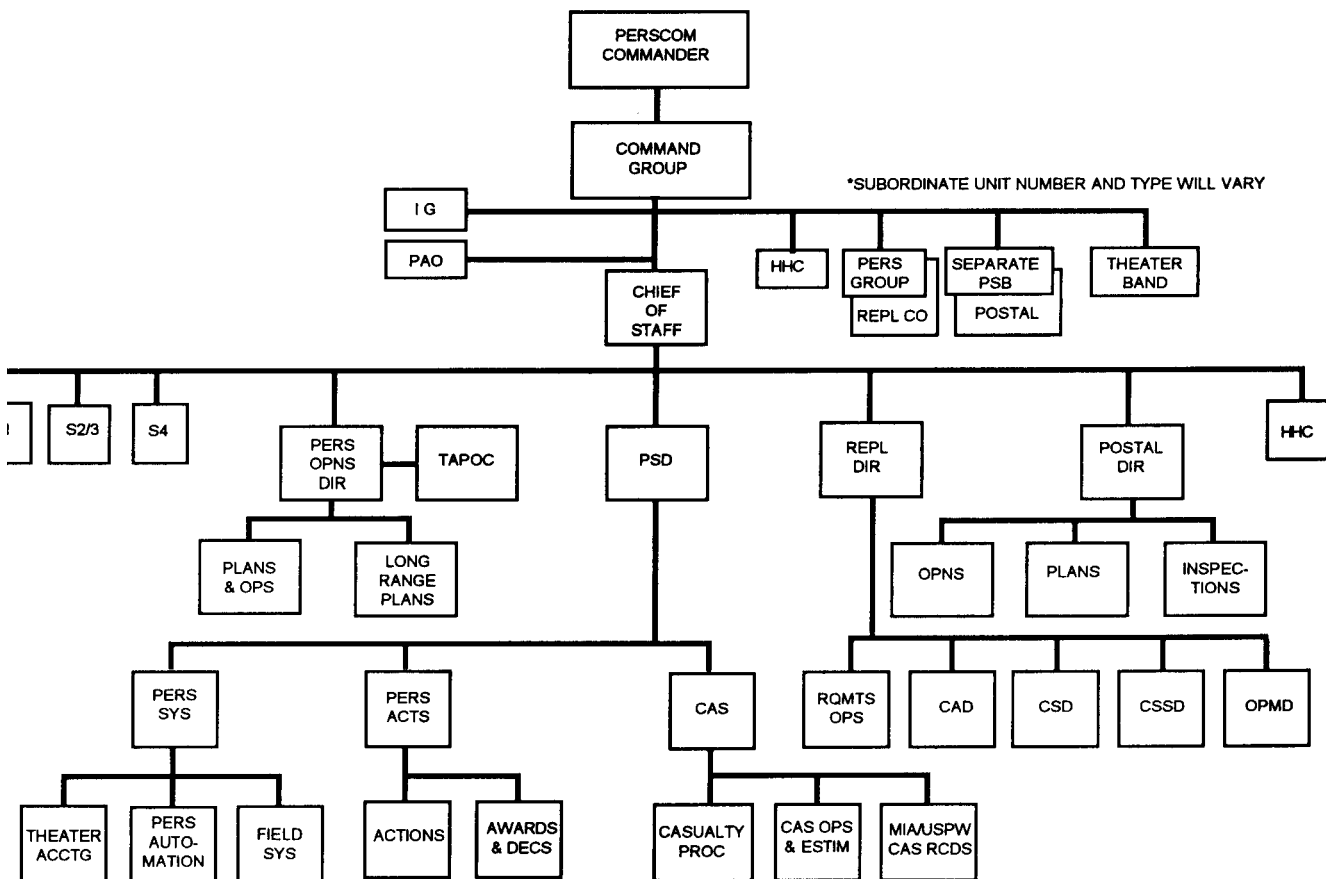 PERSCOM
COMMANDER
COMMAND
GROUP
*SUBORDINATE UNIT NUMBER AND TYPE WILL VARY
I G
PAO
CHIEF
OF
STAFF
HHC
PERS
GROUP
REPL CO
SEPARATE
PSB
POSTAL
THEATER
BAND
S2/3
S4
PERS
OPNS
DIR
TAPOC
PSD
REPL
DIR
POSTAL
DIR
HHC
PLANS
& OPS
LONG
RANGE
PLANS
OPNS
PLANS
INSPEC-
TIONS
PERS
SYS
PERS
ACTS
CAS
RQMTS
OPS
CAD
CSD
CSSD
OPMD
THEATER
ACCTG
PERS
AUTO-
MATION
FIELD
SYS
ACTIONS
AWARDS
& DECS
CASUALTY
PROC
CAS OPS
& ESTIM
MIA/USPW
CAS RCDS